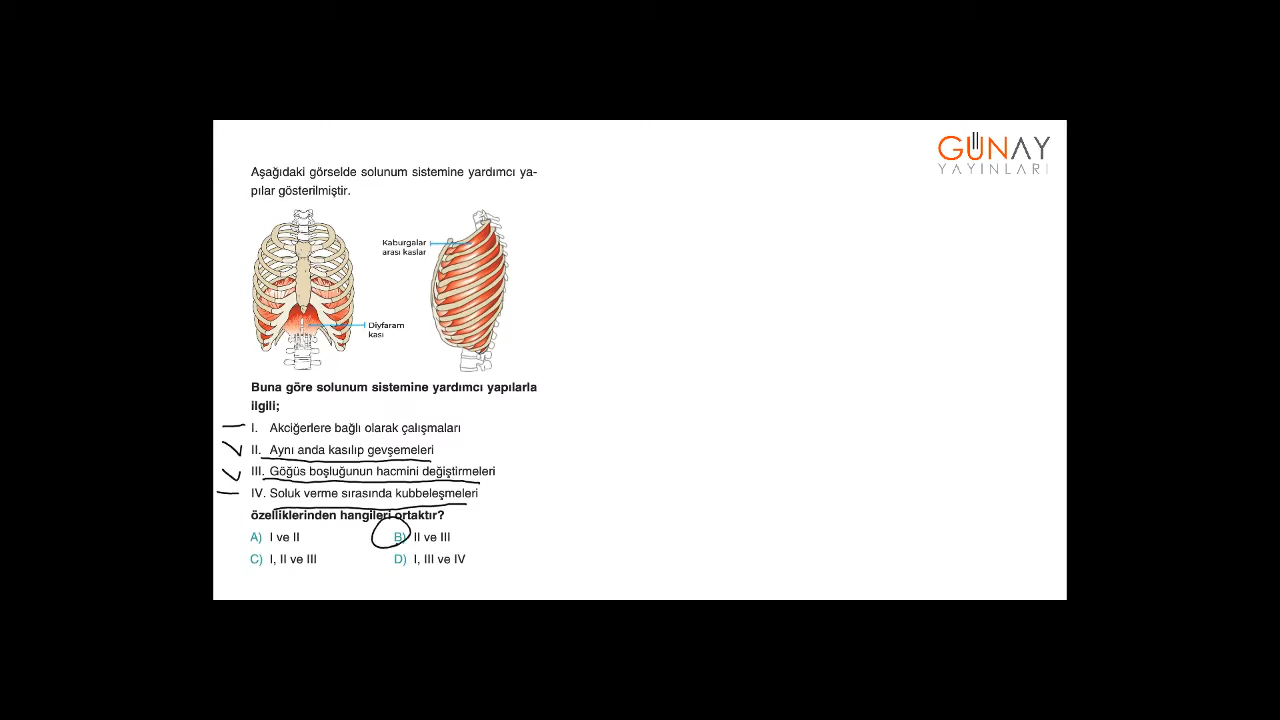 GÜNAY
YAYINLARI
Aşağıdaki görselde solunum sistemine yardımcı ya-
pılar gösterilmiştir.
Kaburgalar
arası kaslar
Diyfaram
kası
Buna göre solunum sistemine yardımcı yapılarla
ilgili;
I. Akciğerlere bağlı olarak çalışmaları
II. Aynı anda kasılıp gevşemeleri
III. Göğüs boşluğunun hacmini değiştirmeleri
IV. Soluk verme sırasında kubbeleşmeleri
özelliklerinden hangileri ortaktır?
A) I ve II
B) II ve III
C) I, II ve III
D) I, III ve IV